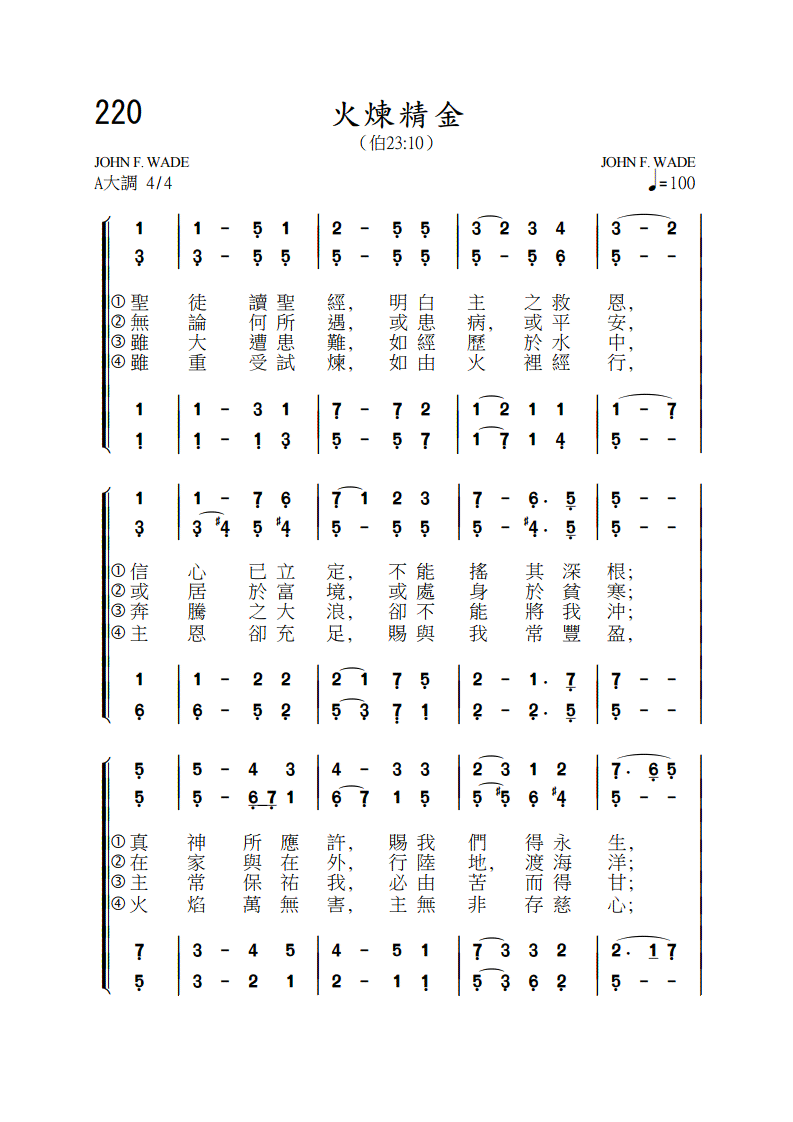 220 火煉精金
（伯23:10）
JOHN F. WADE JOHN F. WADE
A大調 4/4 ♩=100
1 | 1 - 5̣ 1 | 2 - 5̣ 5̣ | 3 2 3 4 | 3 - 2 |
3̣ | 3̣ - 5̣ 5̣ | 5̣ - 5̣ 5̣ | 5̣ - 5̣ 6̣ | 5̣ - - |
①聖 徒 讀聖 經, 明白 主 之救 恩,
②無 論 何所 遇, 或患 病, 或平 安,
③雖 大 遭患 難, 如經 歷 於水 中,
④雖 重 受試 煉, 如由 火 裡經 行,
1 | 1 - 3 1 | 7̣ - 7̣ 2 | 1 2 1 1 | 1 - 7̣ |
1̣ | 1̣ - 1̣ 3̣ | 5̣ - 5̣ 7̣ | 1 7̣ 1 4̣ | 5̣ - - |
1 | 1 - 7̣ 6̣ | 7̣ 1 2 3 | 7̣ - 6̣. 5̣ | 5̣ - - |
3̣ | 3̣ #4̣ 5̣ #4̣ | 5̣ - 5̣ 5̣ | 5̣ - #4̣. 5̣ | 5̣ - - |
①信 心 已立 定, 不能 搖 其深 根;
②或 居 於富 境, 或處 身 於貧 寒;
③奔 騰 之大 浪, 卻不 能 將我 沖;
④主 恩 卻充 足, 賜與 我 常豐 盈,
1 | 1 - 2 2 | 2 1 7̣ 5̣ | 2 - 1. 7̣ | 7̣ - - |
6̣ | 6̣ - 5̣ 2̣ | 5̣ 3̣ 7̣ 1̣ | 2̣ - 2̣. 5̣ | 5̣ - - |
5̣ | 5 - 4 3 | 4 - 3 3 | 2 3 1 2 | 7̣. 6̣ 5̣ |
5̣ | 5̣ - 6̣ 7̣ 1 | 6̣ 7̣ 1 5̣ | 5̣ #5̣ 6̣ #4̣ | 5̣ - - |
①真 神 所應 許, 賜我 們 得永 生,
②在 家 與在 外, 行陸 地, 渡海 洋;
③主 常 保祐 我, 必由 苦 而得 甘;
④火 焰 萬無 害, 主無 非 存慈 心;
7̣ | 3 - 4 5 | 4 - 5 1 | 7̣ 3 3 2 | 2. 1 7̣ |
5̣ | 3 - 2 1 | 2 - 1 1̣ | 5̣ 3̣ 6̣ 2̣ | 5̣ - - |